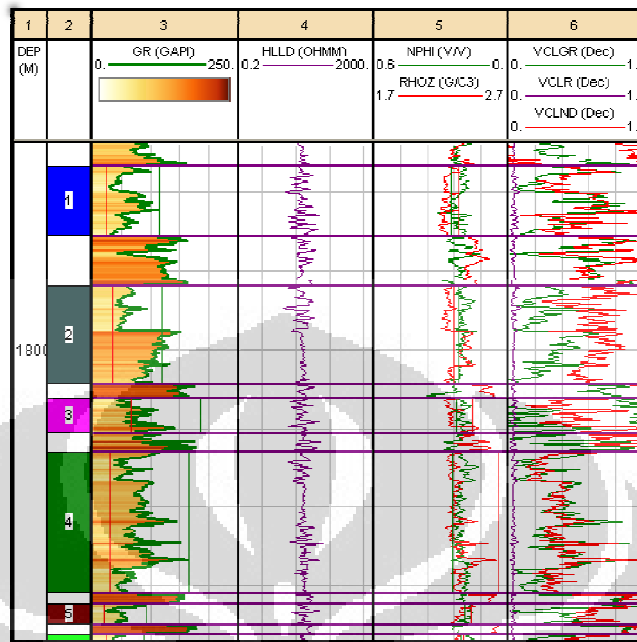 1 2 3 4 5 6
DEP (M)
GR (GAPI)
0. 250.
HLLD (OHMM)
0.2 2000.
NPHI (V/V)
0.6 0.
RHOZ (G/C3)
1.7 2.7
VCLGR (Dec)
0. 1.
VCLR (Dec)
0. 1.
VCLND (Dec)
0. 1.
1
2
1800
3
4
5